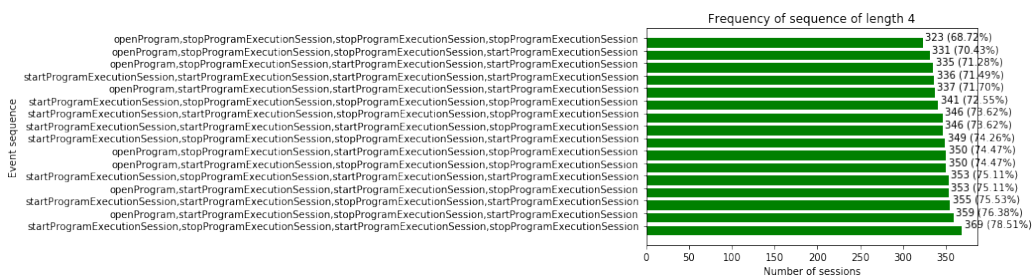 Frequency of sequence of length 4
openProgram,stopProgramExecutionSession,stopProgramExecutionSession,stopProgramExecutionSession 323 (68.72%)
openProgram,startProgramExecutionSession,stopProgramExecutionSession,stopProgramExecutionSession 331 (70.43%)
openProgram,stopProgramExecutionSession,startProgramExecutionSession,startProgramExecutionSession 335 (71.28%)
startProgramExecutionSession,startProgramExecutionSession,startProgramExecutionSession,startProgramExecutionSession 336 (71.49%)
openProgram,startProgramExecutionSession,startProgramExecutionSession,startProgramExecutionSession 337 (71.70%)
startProgramExecutionSession,stopProgramExecutionSession,stopProgramExecutionSession,stopProgramExecutionSession 341 (72.55%)
startProgramExecutionSession,startProgramExecutionSession,stopProgramExecutionSession,stopProgramExecutionSession 346 (73.62%)
startProgramExecutionSession,startProgramExecutionSession,startProgramExecutionSession,stopProgramExecutionSession 346 (73.62%)
startProgramExecutionSession,stopProgramExecutionSession,startProgramExecutionSession,startProgramExecutionSession 349 (74.26%)
openProgram,stopProgramExecutionSession,startProgramExecutionSession,stopProgramExecutionSession 350 (74.47%)
openProgram,startProgramExecutionSession,stopProgramExecutionSession,stopProgramExecutionSession 350 (74.47%)
startProgramExecutionSession,stopProgramExecutionSession,startProgramExecutionSession,stopProgramExecutionSession 353 (75.11%)
openProgram,startProgramExecutionSession,startProgramExecutionSession,stopProgramExecutionSession 353 (75.11%)
startProgramExecutionSession,startProgramExecutionSession,stopProgramExecutionSession,startProgramExecutionSession 355 (75.53%)
openProgram,startProgramExecutionSession,stopProgramExecutionSession,startProgramExecutionSession 359 (76.38%)
startProgramExecutionSession,stopProgramExecutionSession,startProgramExecutionSession,stopProgramExecutionSession 369 (78.51%)
Event sequence
0 50 100 150 200 250 300 350
Number of sessions